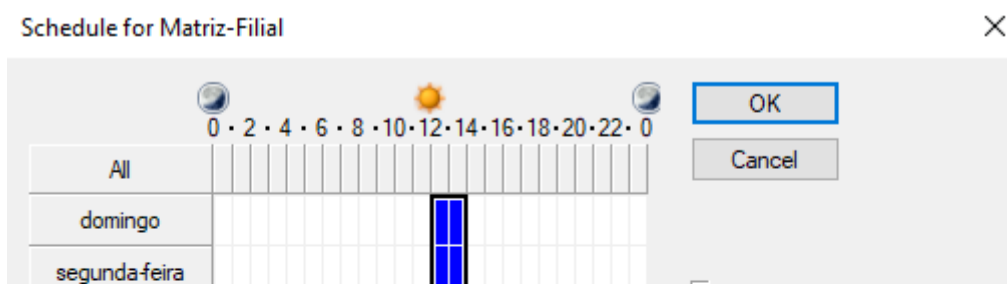 Schedule for Matriz-Filial
0 · 2 · 4 · 6 · 8 · 10 · 12 · 14 · 16 · 18 · 20 · 22 · 0
OK
All
Cancel
domingo
segunda-feira